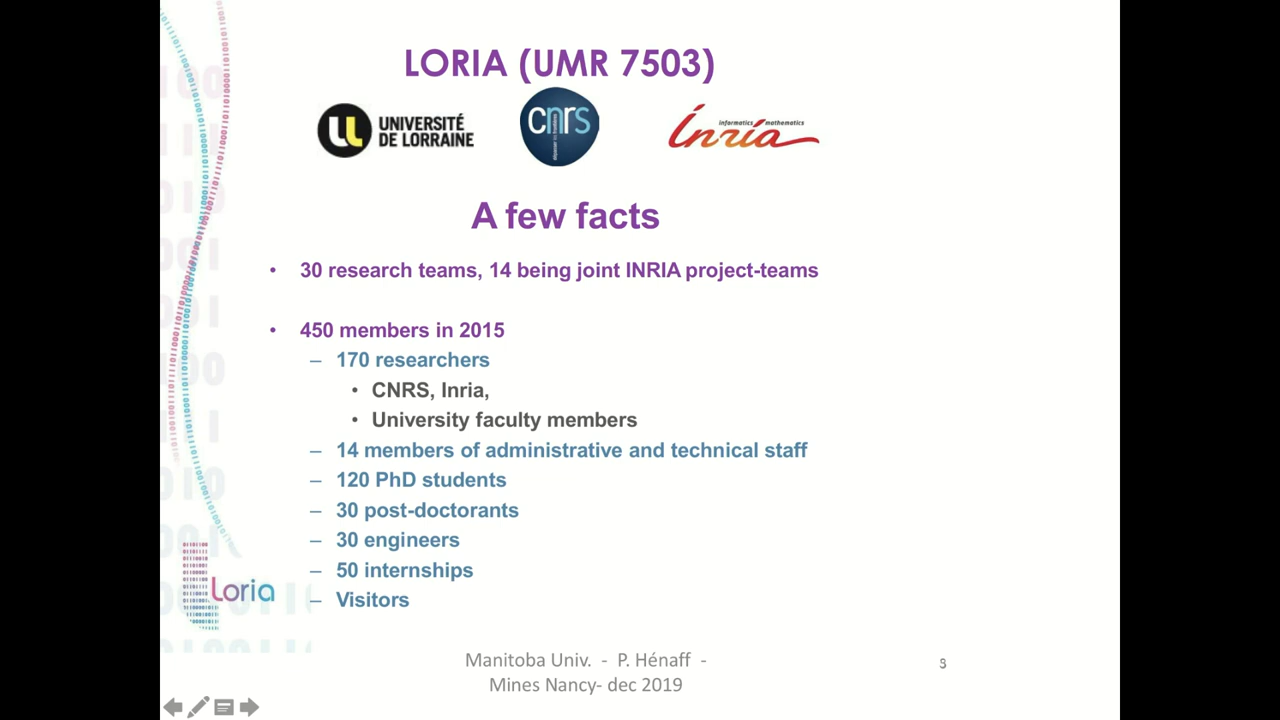 LORIA (UMR 7503)
UNIVERSITÉ
DE LORRAINE
cnrs
informatics mathematics
Inria
A few facts
• 30 research teams, 14 being joint INRIA project-teams
• 450 members in 2015
– 170 researchers
• CNRS, Inria,
• University faculty members
– 14 members of administrative and technical staff
– 120 PhD students
– 30 post-doctorants
– 30 engineers
– 50 internships
– Visitors
Loria
Manitoba Univ. - P. Hénaff -
Mines Nancy- dec 2019